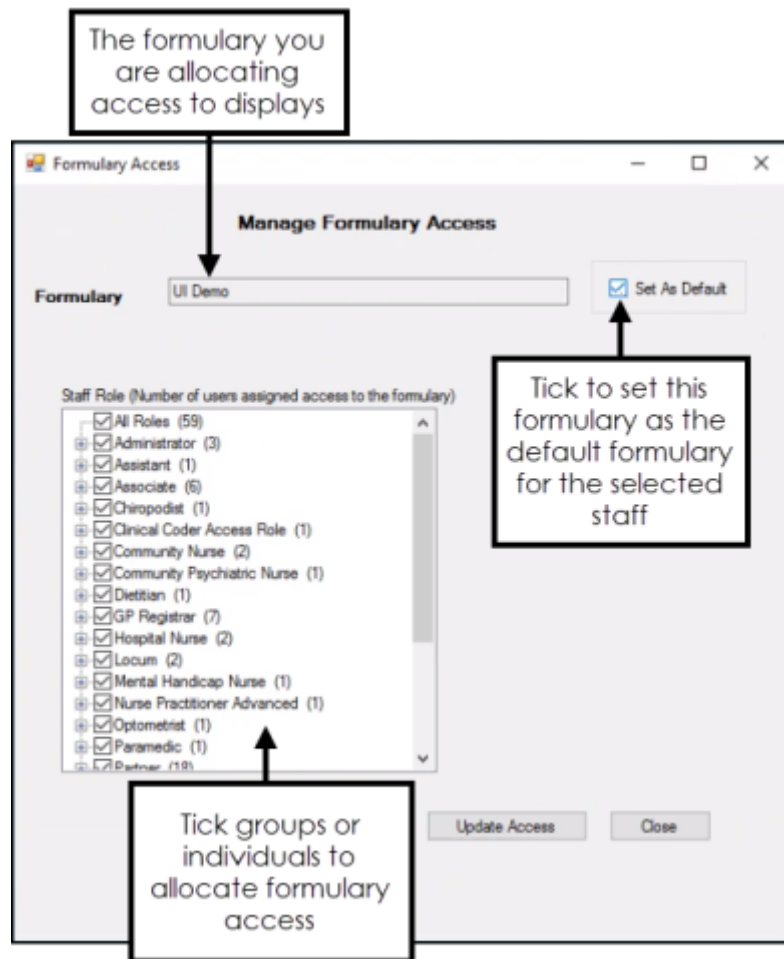 The formulary you
are allocating
access to displays
Formulary Access
Manage Formulary Access
Formulary
UI Demo
Set As Default
Tick to set this
formulary as the
default formulary
for the selected
staff
Staff Role (Number of users assigned access to the formulary)
All Roles (59)
Administrator (3)
Assistant (1)
Associate (6)
Chiropodist (1)
Clinical Coder Access Role (1)
Community Nurse (2)
Community Psychiatric Nurse (1)
Dietitian (1)
GP Registrar (7)
Hospital Nurse (2)
Locum (2)
Mental Handicap Nurse (1)
Nurse Practitioner Advanced (1)
Optometrist (1)
Paramedic (1)
Partner (18)
Tick groups or
individuals to
allocate formulary
access
Update Access
Close